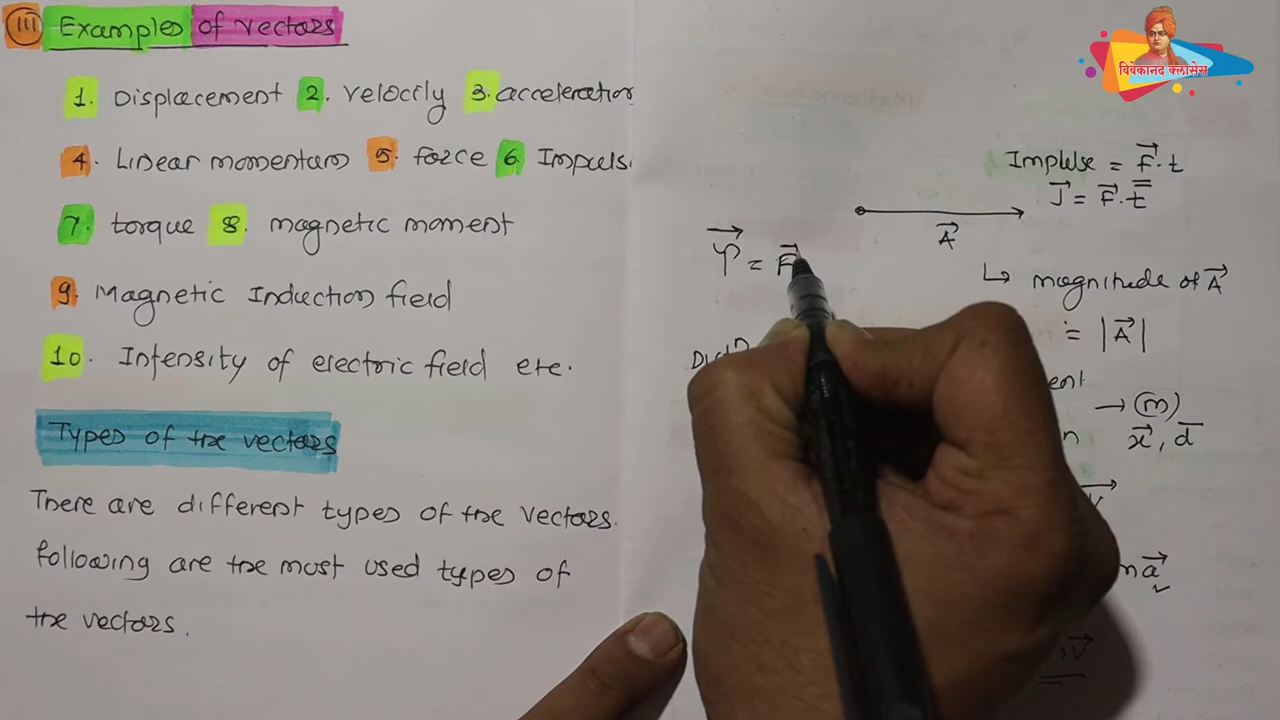 III Examples of vectors
1. Displacement 2. velocity 3. acceleration
4. Linear momentum 5. force 6. Impuls
7. torque 8. magnetic moment
9. Magnetic Induction field
10. Intensity of electric field etc.
Types of the vectors
There are different types of the vectors.
following are the most used types of
the vectors.
विवेकानंद क्लासेस
Impulse = F⃗ · t
J⃗ = F⃗ · t
A⃗
= F⃗
↳ magnitude of A⃗
= |A⃗|
→ (m)
x⃗, d
a⃗
v⃗